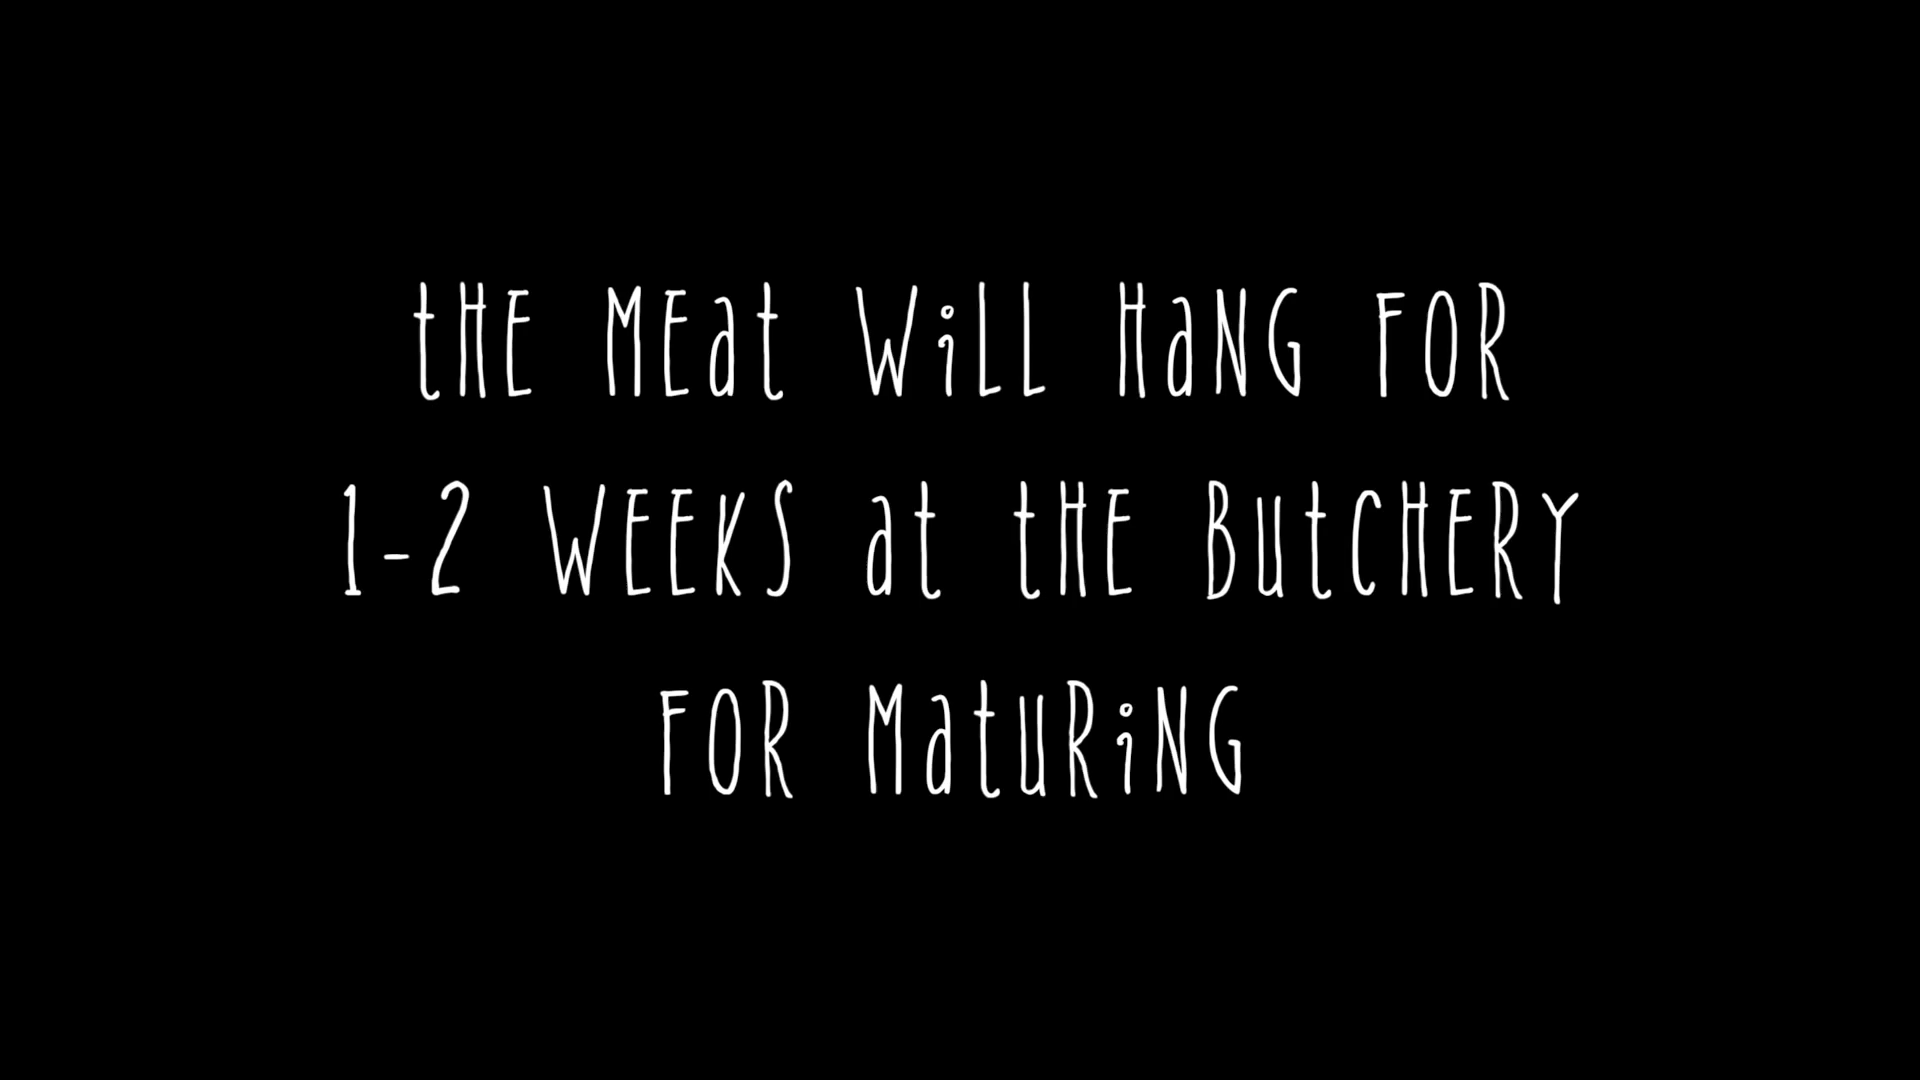 tHE MEat WiLL HaNG FOR
1-2 WEEKS at tHE BUtCHERY
FOR MatURiNG